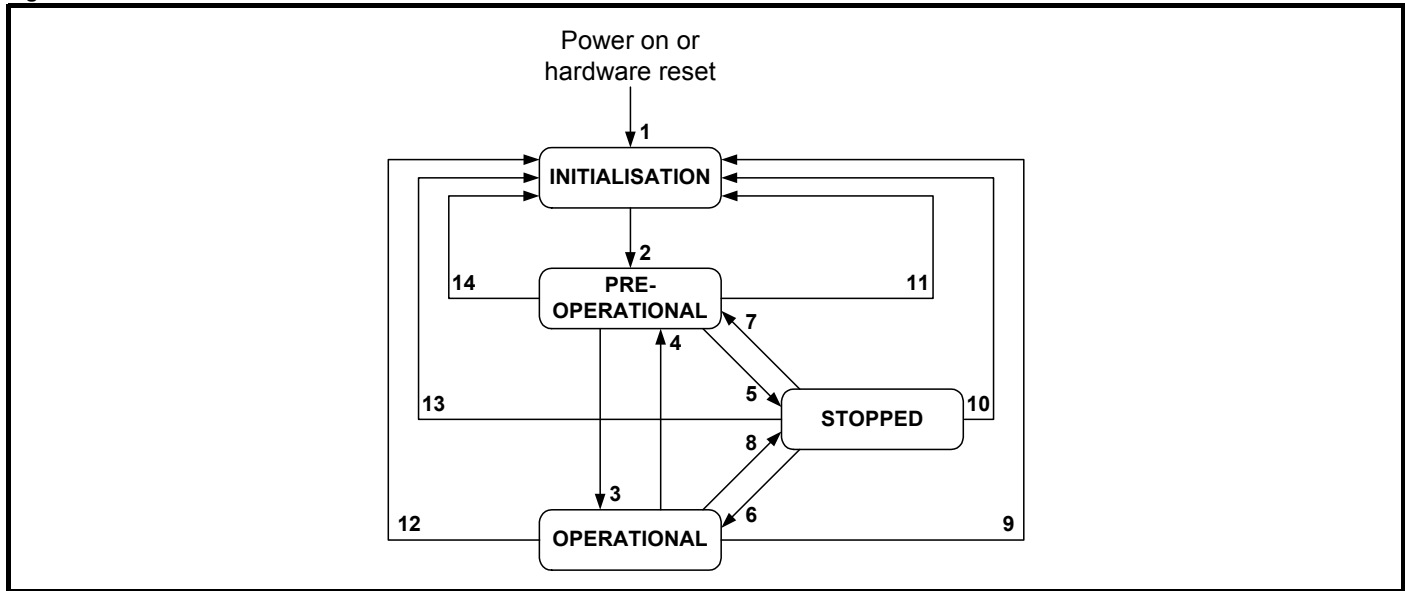 Power on or
hardware reset
1
INITIALISATION
2
14
PRE-
OPERATIONAL
11
7
4
5
13
STOPPED
10
8
3
6
12
OPERATIONAL
9